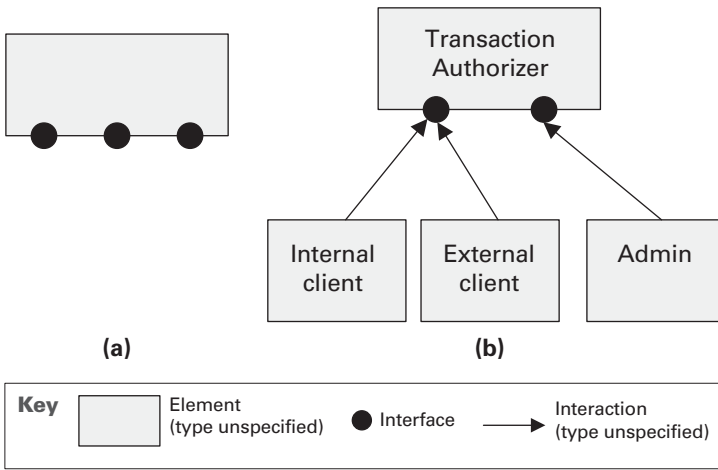 Transaction
Authorizer
Internal
client
External
client
Admin
(a)
(b)
Key
Element
(type unspecified)
Interface
Interaction
(type unspecified)